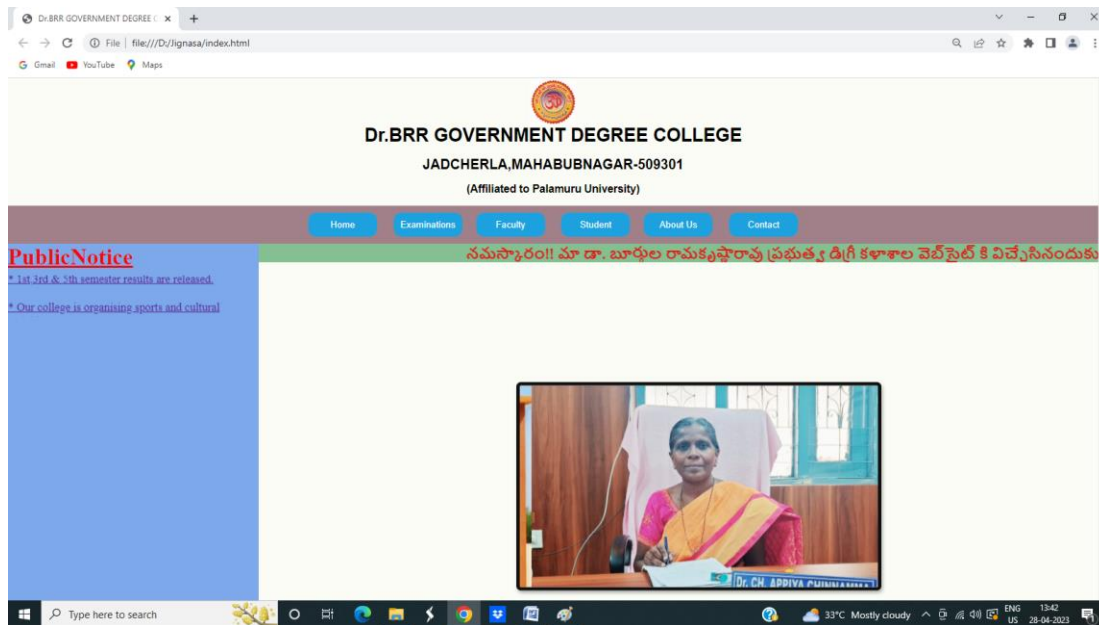 Dr.BRR GOVERNMENT DEGREE C
File file:///D:/Jignasa/index.html
Gmail YouTube Maps
Dr.BRR GOVERNMENT DEGREE COLLEGE
JADCHERLA,MAHABUBNAGAR-509301
(Affiliated to Palamuru University)
Home Examinations Faculty Student About Us Contact
PublicNotice
నమస్కారం!! మా డా. బూర్గుల రామకృష్ణారావు ప్రభుత్వ డిగ్రీ కళాశాల వెబ్‌సైట్ కి విచ్చేసినందుకు
* 1st,3rd & 5th semester results are released.
* Our college is organising sports and cultural
Dr. CH. APPIYA CHINNAMMA
Type here to search
33°C Mostly cloudy
ENG
US
13:42
28-04-2023